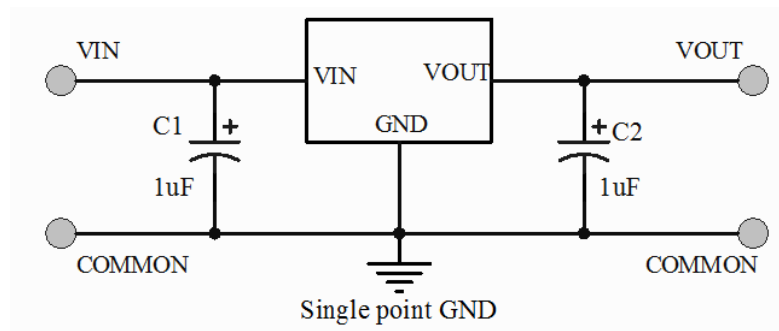 VIN
VOUT
VIN
VOUT
C1
+
GND
+
C2
1uF
1uF
COMMON
COMMON
Single point GND